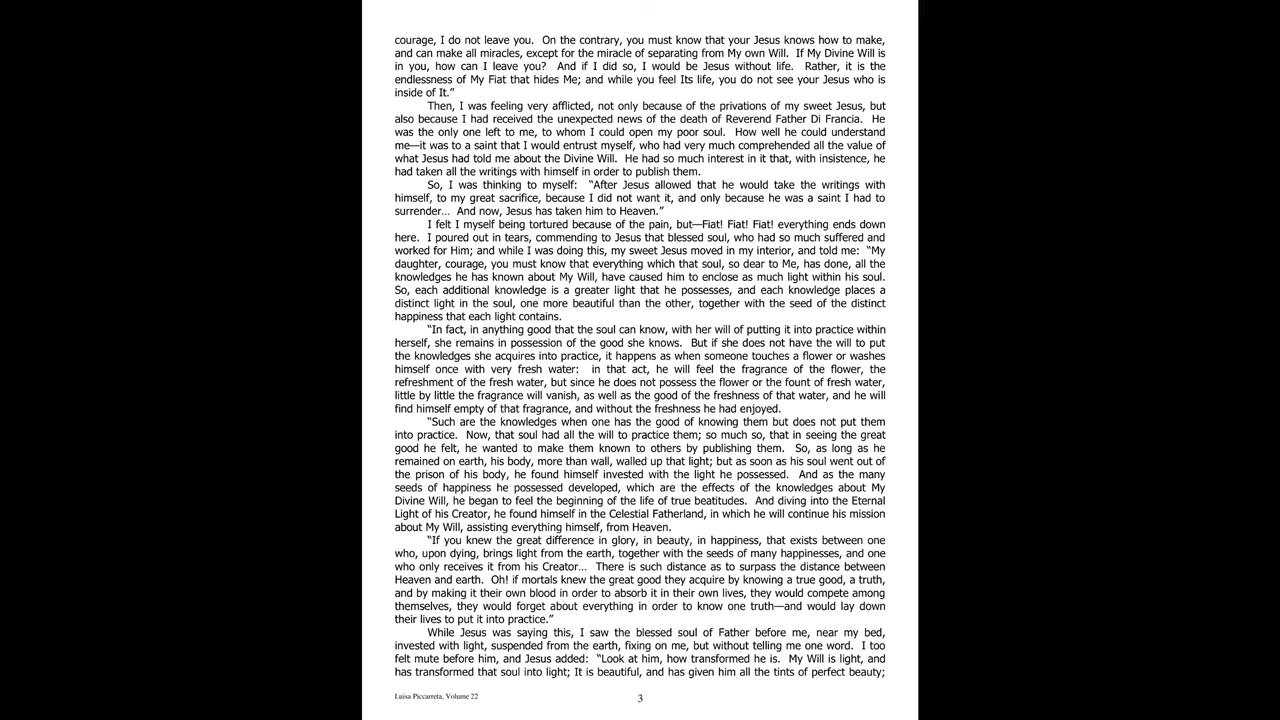 courage, I do not leave you.  On the contrary, you must know that your Jesus knows how to make,
and can make all miracles, except for the miracle of separating from My own Will.  If My Divine Will is
in you, how can I leave you?  And if I did so, I would be Jesus without life.  Rather, it is the
endlessness of My Fiat that hides Me; and while you feel Its life, you do not see your Jesus who is
inside of It.”
Then, I was feeling very afflicted, not only because of the privations of my sweet Jesus, but
also because I had received the unexpected news of the death of Reverend Father Di Francia.  He
was the only one left to me, to whom I could open my poor soul.  How well he could understand
me—it was to a saint that I would entrust myself, who had very much comprehended all the value of
what Jesus had told me about the Divine Will.  He had so much interest in it that, with insistence, he
had taken all the writings with himself in order to publish them.
So, I was thinking to myself:  “After Jesus allowed that he would take the writings with
himself, to my great sacrifice, because I did not want it, and only because he was a saint I had to
surrender…  And now, Jesus has taken him to Heaven.”
I felt I myself being tortured because of the pain, but—Fiat! Fiat! Fiat! everything ends down
here.  I poured out in tears, commending to Jesus that blessed soul, who had so much suffered and
worked for Him; and while I was doing this, my sweet Jesus moved in my interior, and told me:  “My
daughter, courage, you must know that everything which that soul, so dear to Me, has done, all the
knowledges he has known about My Will, have caused him to enclose as much light within his soul.
So, each additional knowledge is a greater light that he possesses, and each knowledge places a
distinct light in the soul, one more beautiful than the other, together with the seed of the distinct
happiness that each light contains.
“In fact, in anything good that the soul can know, with her will of putting it into practice within
herself, she remains in possession of the good she knows.  But if she does not have the will to put
the knowledges she acquires into practice, it happens as when someone touches a flower or washes
himself once with very fresh water:  in that act, he will feel the fragrance of the flower, the
refreshment of the fresh water, but since he does not possess the flower or the fount of fresh water,
little by little the fragrance will vanish, as well as the good of the freshness of that water, and he will
find himself empty of that fragrance, and without the freshness he had enjoyed.
“Such are the knowledges when one has the good of knowing them but does not put them
into practice.  Now, that soul had all the will to practice them; so much so, that in seeing the great
good he felt, he wanted to make them known to others by publishing them.  So, as long as he
remained on earth, his body, more than wall, walled up that light; but as soon as his soul went out of
the prison of his body, he found himself invested with the light he possessed.  And as the many
seeds of happiness he possessed developed, which are the effects of the knowledges about My
Divine Will, he began to feel the beginning of the life of true beatitudes.  And diving into the Eternal
Light of his Creator, he found himself in the Celestial Fatherland, in which he will continue his mission
about My Will, assisting everything himself, from Heaven.
“If you knew the great difference in glory, in beauty, in happiness, that exists between one
who, upon dying, brings light from the earth, together with the seeds of many happinesses, and one
who only receives it from his Creator…  There is such distance as to surpass the distance between
Heaven and earth.  Oh! if mortals knew the great good they acquire by knowing a true good, a truth,
and by making it their own blood in order to absorb it in their own lives, they would compete among
themselves, they would forget about everything in order to know one truth—and would lay down
their lives to put it into practice.”
While Jesus was saying this, I saw the blessed soul of Father before me, near my bed,
invested with light, suspended from the earth, fixing on me, but without telling me one word.  I too
felt mute before him, and Jesus added:  “Look at him, how transformed he is.  My Will is light, and
has transformed that soul into light; It is beautiful, and has given him all the tints of perfect beauty;
Luisa Piccarreta, Volume 22
3